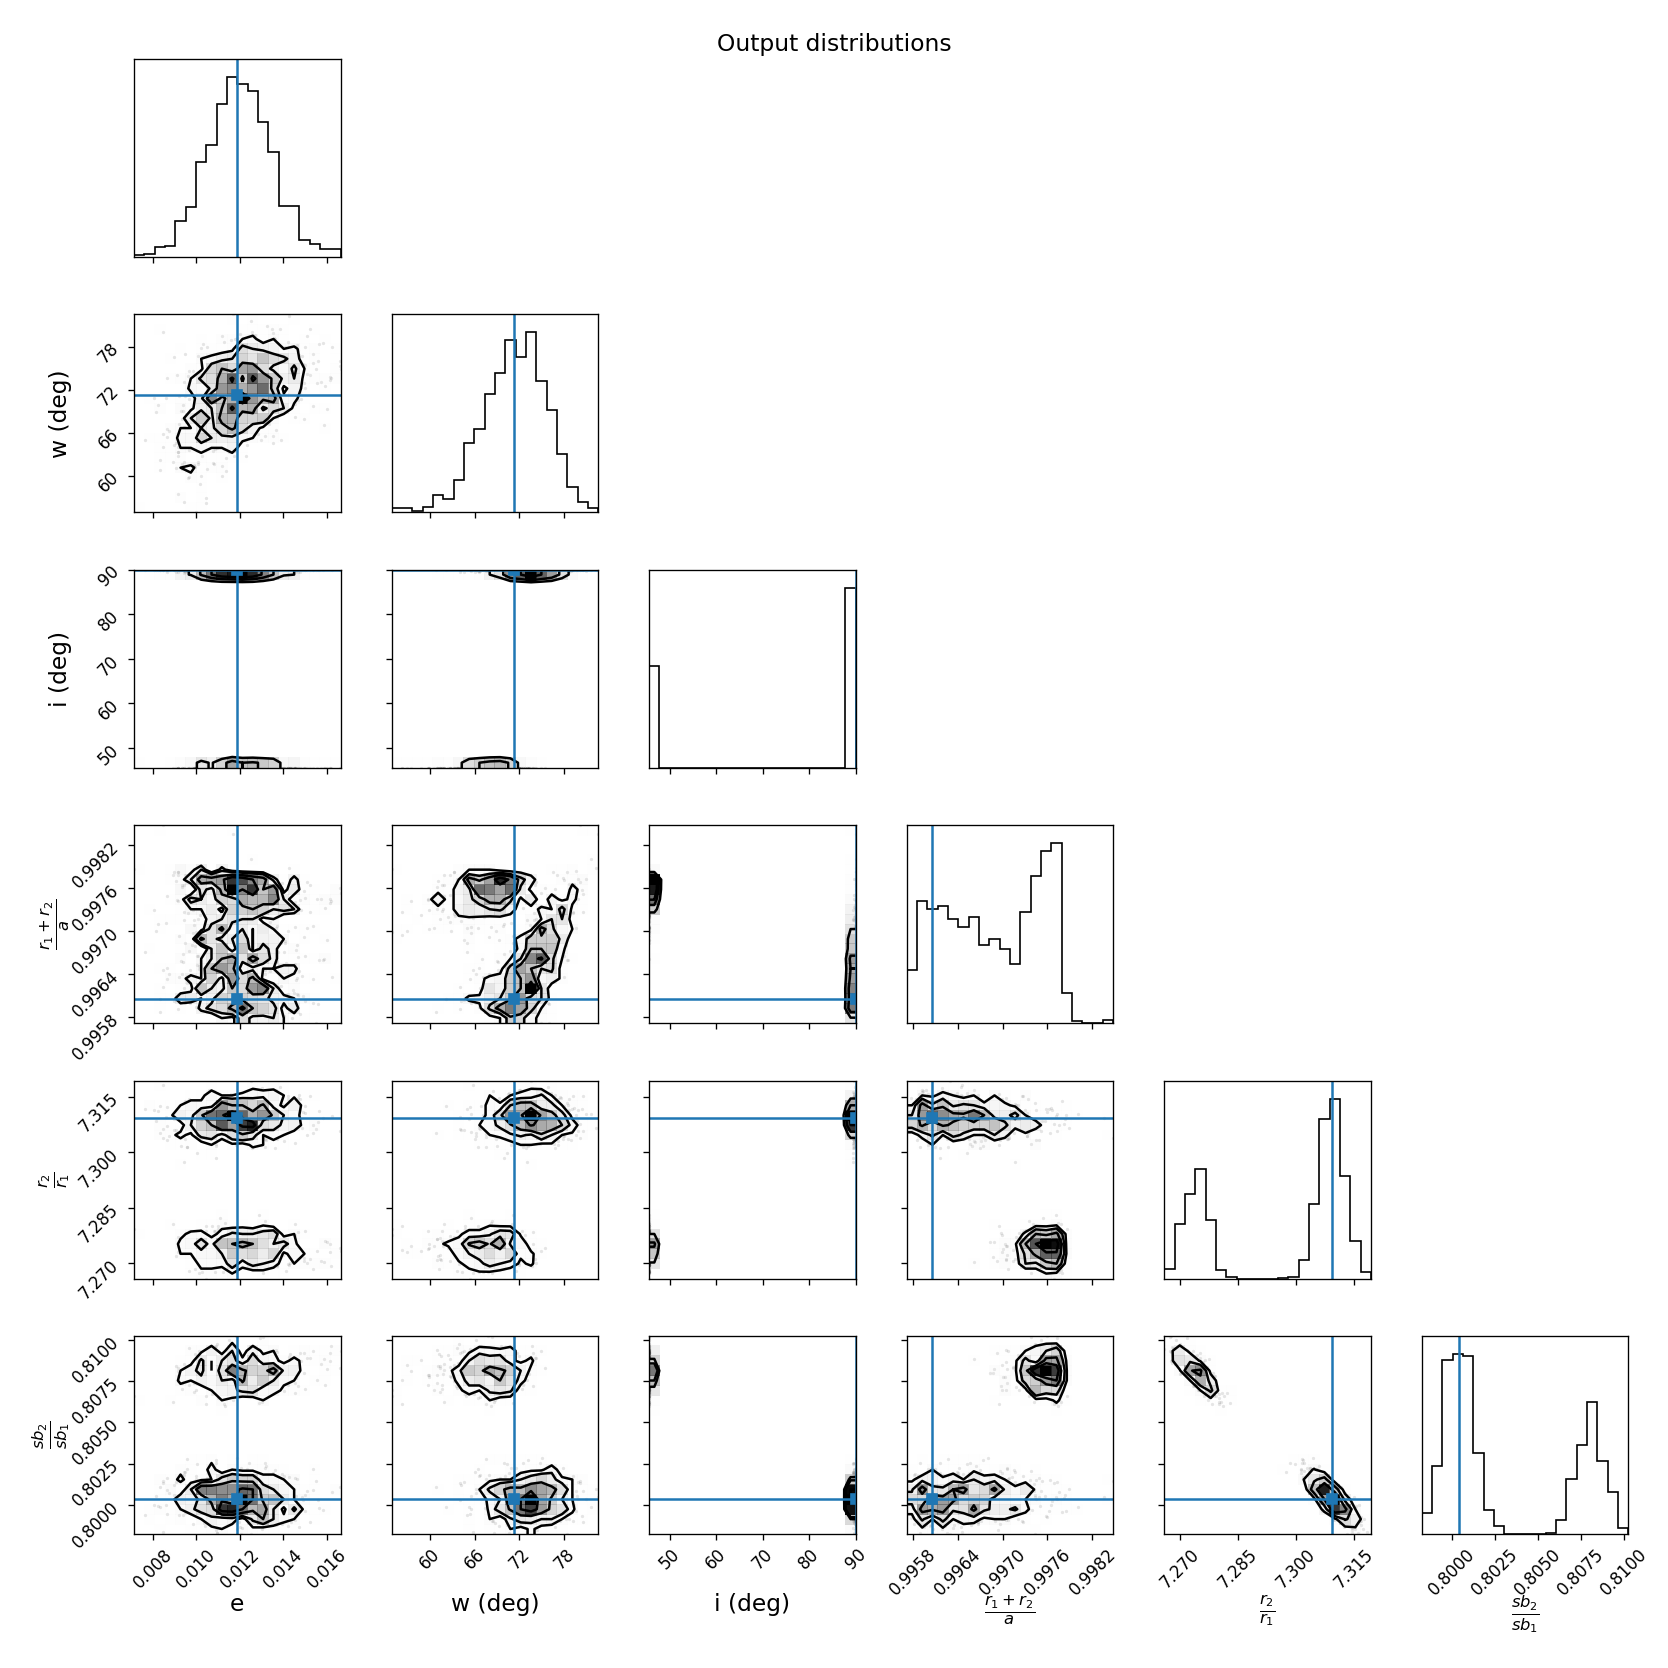 Output distributions
78
72
66
60
w (deg)
90
80
70
60
50
i (deg)
0.9982
0.9976
0.9970
0.9964
0.9958
r₁ + r₂
a
7.315
7.300
7.285
7.270
r₂
r₁
0.8100
0.8075
0.8050
0.8025
0.8000
sb₂
sb₁
0.008 0.010 0.012 0.014 0.016
60 66 72 78
50 60 70 80 90
0.9958 0.9964 0.9970 0.9976 0.9982
7.270 7.285 7.300 7.315
0.8000 0.8025 0.8050 0.8075 0.8100
e
w (deg)
i (deg)
r₁ + r₂
a
r₂
r₁
sb₂
sb₁